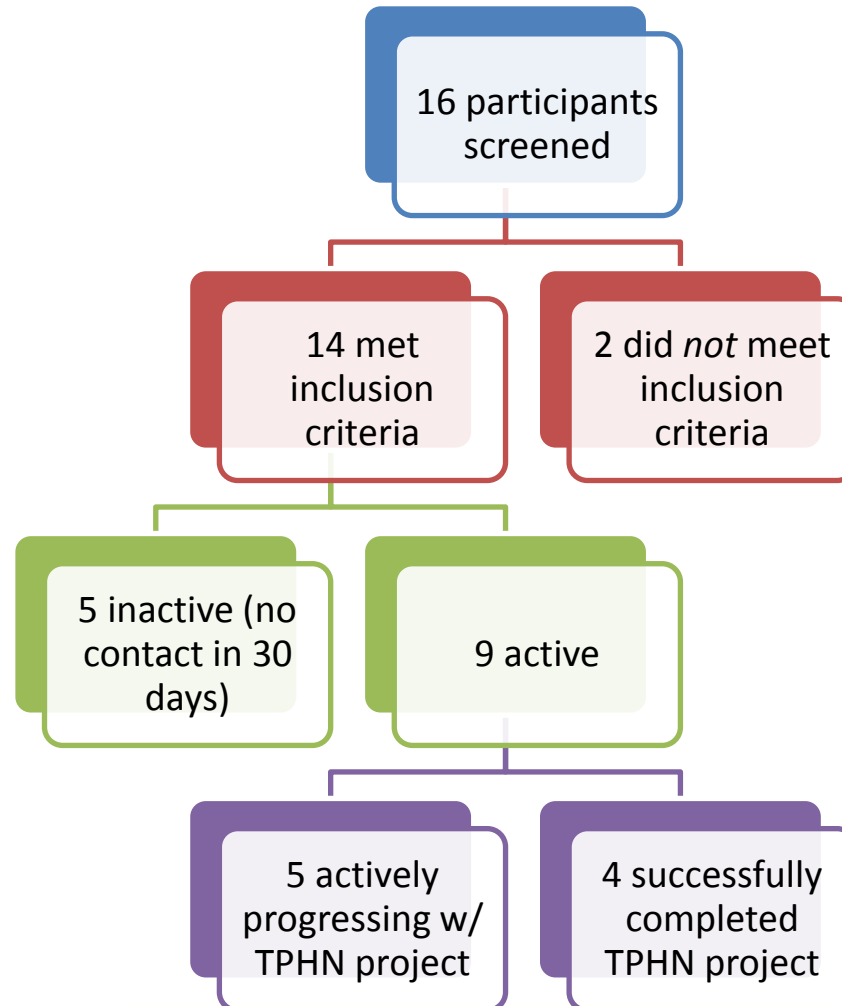 16 participants
screened
14 met
inclusion
criteria
2 did not meet
inclusion
criteria
5 inactive (no
contact in 30
days)
9 active
5 actively
progressing w/
TPHN project
4 successfully
completed
TPHN project